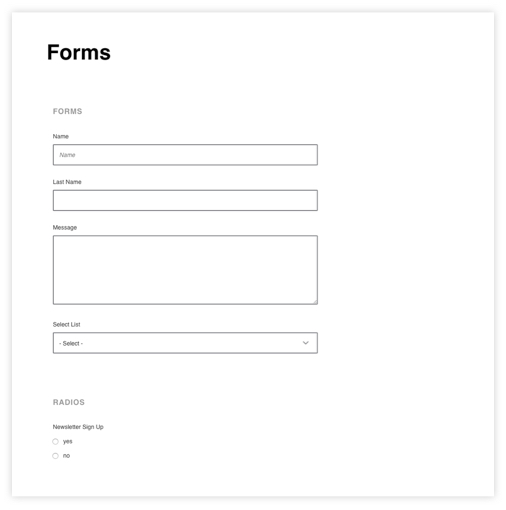 Forms
FORMS
Name
Name
Last Name
Message
Select List
- Select -
RADIOS
Newsletter Sign Up
yes
no